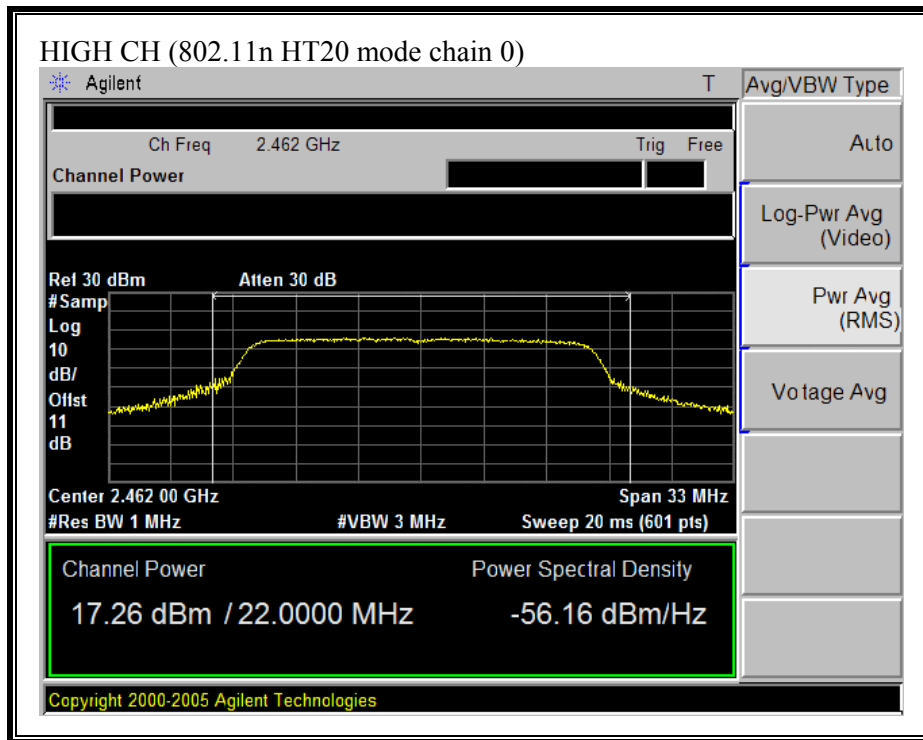 HIGH CH (802.11n HT20 mode chain 0)
Agilent T
Avg/VBW Type
Ch Freq 2.462 GHz Trig Free
Channel Power
Auto
Log-Pwr Avg
(Video)
Pwr Avg
(RMS)
Voltage Avg
Ref 30 dBm Atten 30 dB
#Samp
Log
10
dB/
Offst
11
dB
Center 2.462 00 GHz Span 33 MHz
#Res BW 1 MHz #VBW 3 MHz Sweep 20 ms (601 pts)
Channel Power Power Spectral Density
17.26 dBm / 22.0000 MHz -56.16 dBm/Hz
Copyright 2000-2005 Agilent Technologies